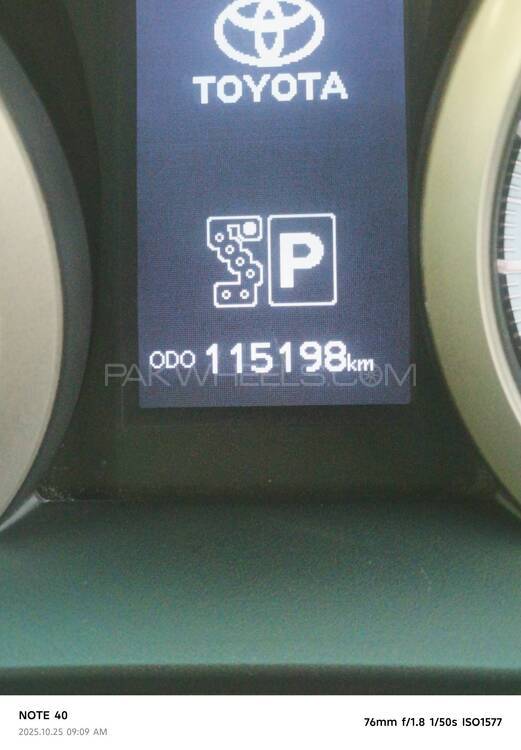 TOYOTA
P
ODO 115198km
PAKWHEELS.COM
NOTE 40
2025.10.25 09:09 AM
76mm f/1.8 1/50s ISO1577